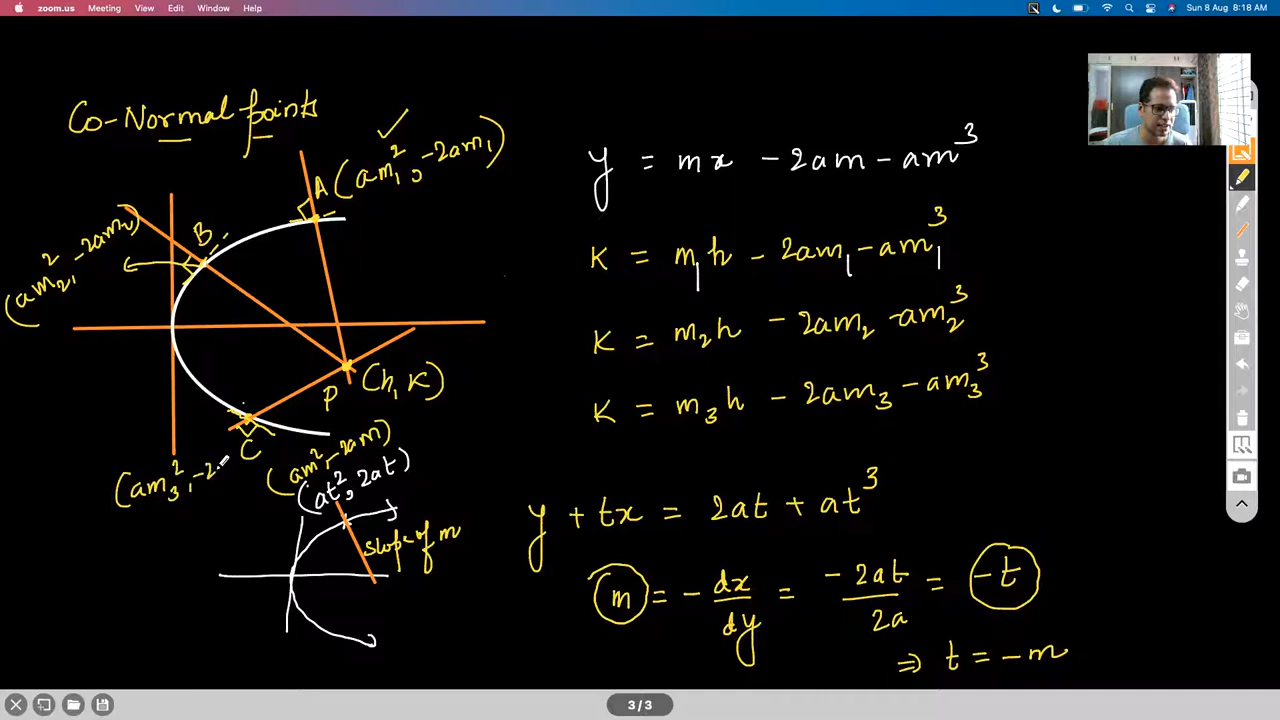 zoom.us Meeting View Edit Window Help Sun 8 Aug 8:18 AM
Co-Normal points
A (am₁², -2am₁)
B
(am₂², -2am₂)
P (h, K)
C
(am₃², -2
(am², -2am)
(at², 2at)
slope of m
y = mx - 2am - am³
K = m₁h - 2am₁ - am₁³
K = m₂h - 2am₂ - am₂³
K = m₃h - 2am₃ - am₃³
y + tx = 2at + at³
m = - dx/dy = -2at/2a = -t
⇒ t = -m
3/3